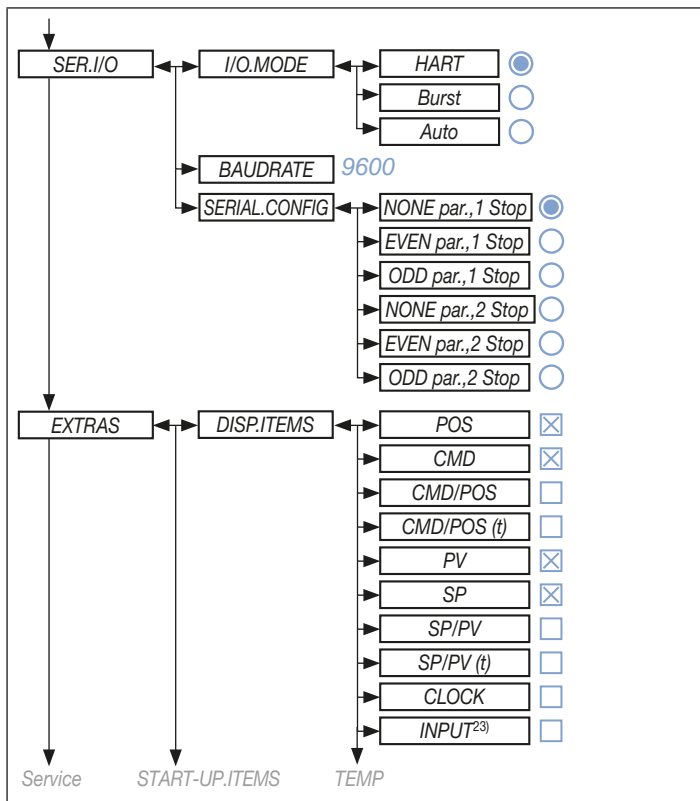 SER.I/O I/O.MODE HART
Burst
Auto
BAUDRATE 9600
SERIAL.CONFIG NONE par.,1 Stop
EVEN par.,1 Stop
ODD par.,1 Stop
NONE par.,2 Stop
EVEN par.,2 Stop
ODD par.,2 Stop
EXTRAS DISP.ITEMS POS
CMD
CMD/POS
CMD/POS (t)
PV
SP
SP/PV
SP/PV (t)
CLOCK
INPUT23)
Service START-UP.ITEMS TEMP